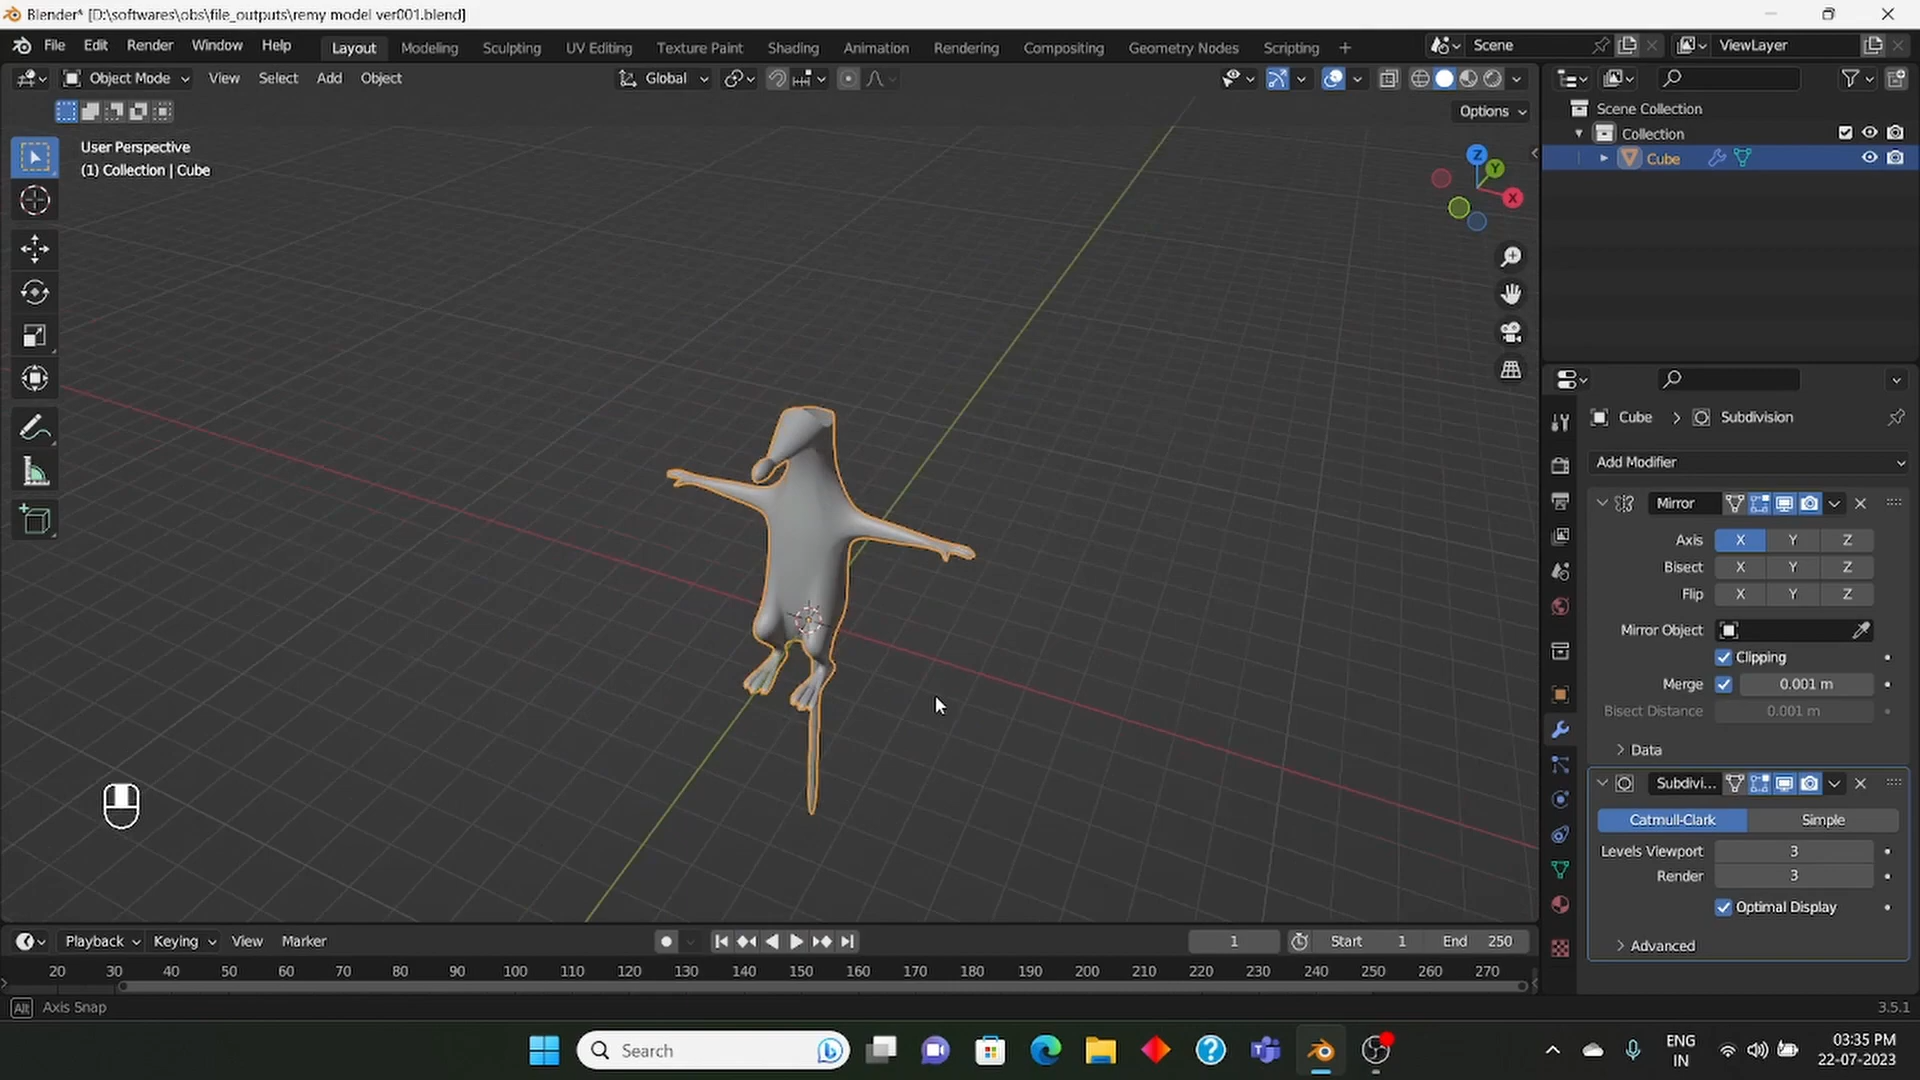 Blender* [D:\softwares\obs\file_outputs\remy model ver001.blend]
File Edit Render Window Help Layout Modeling Sculpting UV Editing Texture Paint Shading Animation Rendering Compositing Geometry Nodes Scripting + Scene ViewLayer
Object Mode View Select Add Object Global
Options
User Perspective
(1) Collection | Cube
Z
Y
X
Scene Collection
Collection
Cube
Cube > Subdivision
Add Modifier
Mirror
Axis X Y Z
Bisect X Y Z
Flip X Y Z
Mirror Object
Clipping
Merge 0.001 m
Bisect Distance 0.001 m
Data
Subdivi...
Catmull-Clark Simple
Levels Viewport 3
Render 3
Optimal Display
Advanced
Playback Keying View Marker 1 Start 1 End 250
20 30 40 50 60 70 80 90 100 110 120 130 140 150 160 170 180 190 200 210 220 230 240 250 260 270
Alt Axis Snap 3.5.1
Search
ENG
IN
03:35 PM
22-07-2023